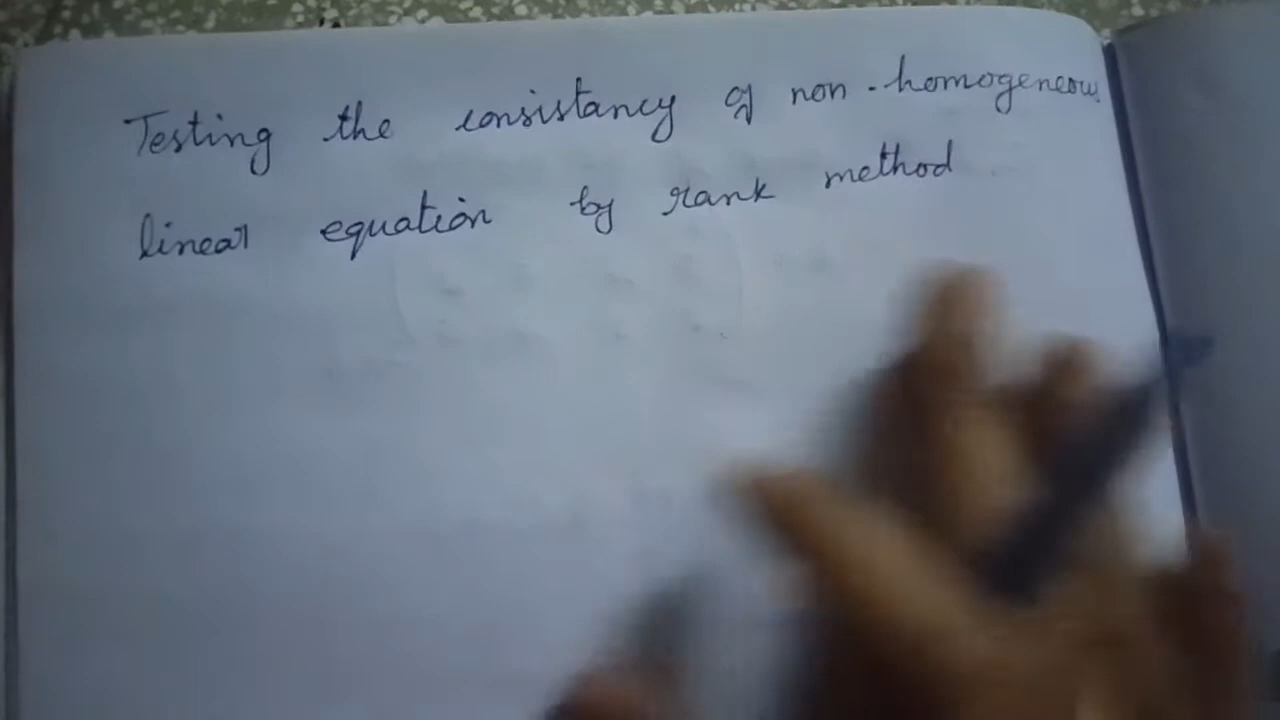 Testing the consistancy of non-homogeneous
linear equation by rank method